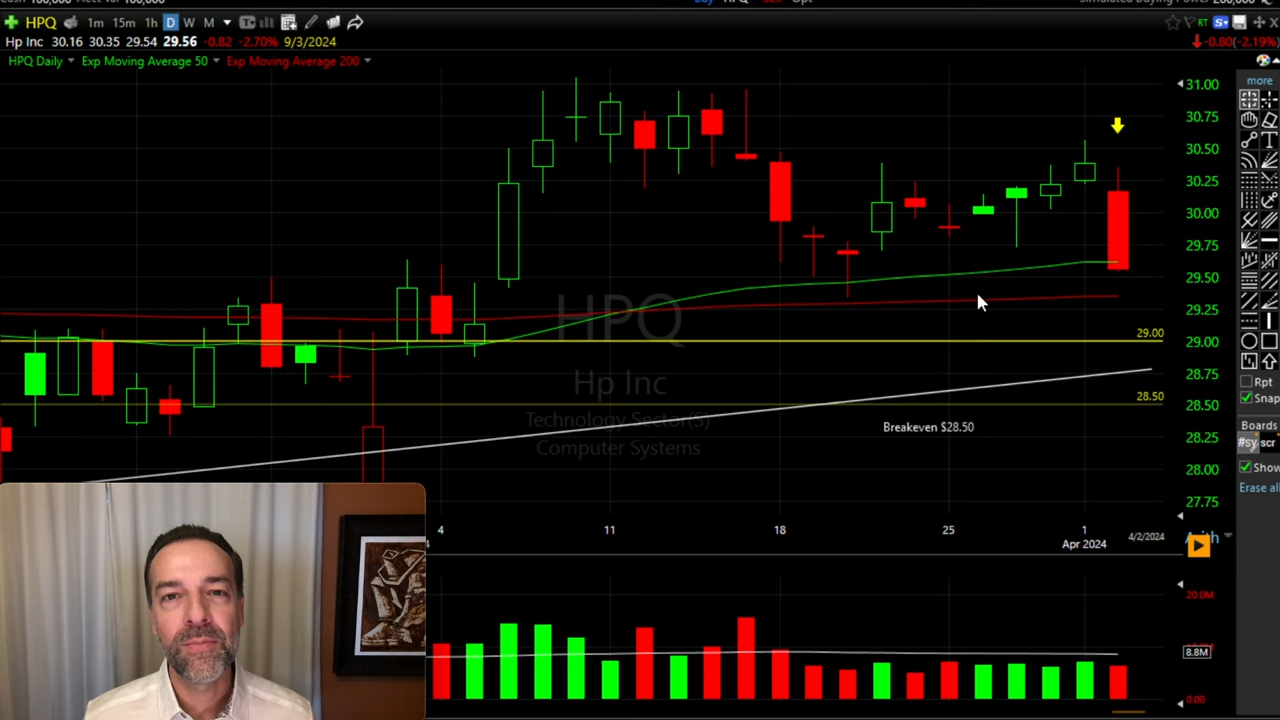 HPQ 1m 15m 1h D W M
RT S
Hp Inc 30.16 30.35 29.54 29.56 -0.82 -2.70% 9/3/2024
-0.80(-2.19%)
HPQ Daily Exp Moving Average 50 Exp Moving Average 200
more
31.00
30.75
30.50
30.25
30.00
29.75
29.50
29.25
29.00
28.75
28.50
28.25
28.00
27.75
29.00
28.50
HPQ
Hp Inc
Technology Sector(S)
Computer Systems
Breakeven $28.50
Rpt
Snap
Boards
#sy scr
Show
Erase all
4 11 18 25 1
Apr 2024 4/2/2024
20.0M
8.8M
0.00